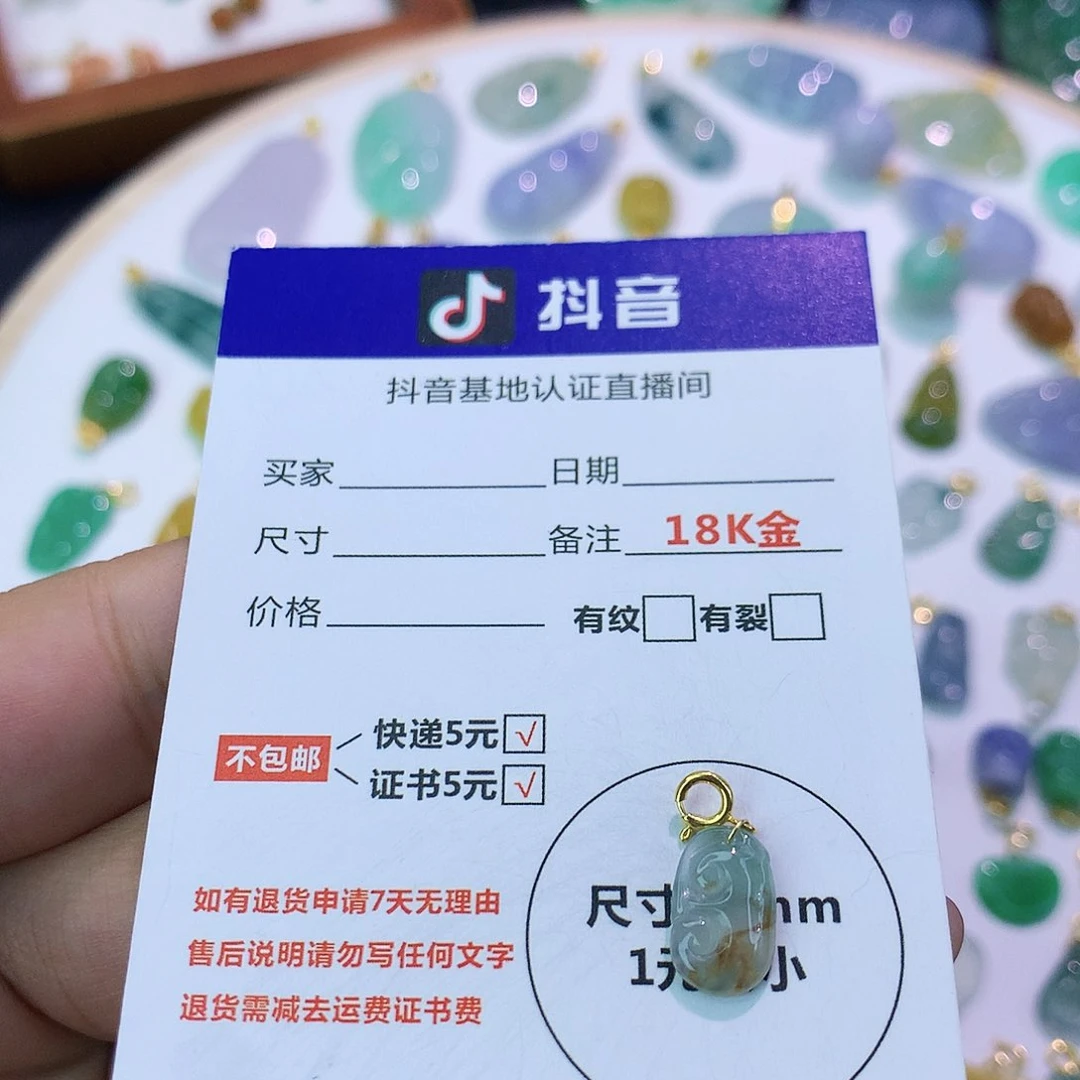 抖音
抖音基地认证直播间
买家 日期
尺寸 备注 18K金
价格 有纹 有裂
不包邮 快递5元 √
证书5元 √
如有退货申请7天无理由
售后说明请勿写任何文字
退货需减去运费证书费
尺寸 mm
1元 小